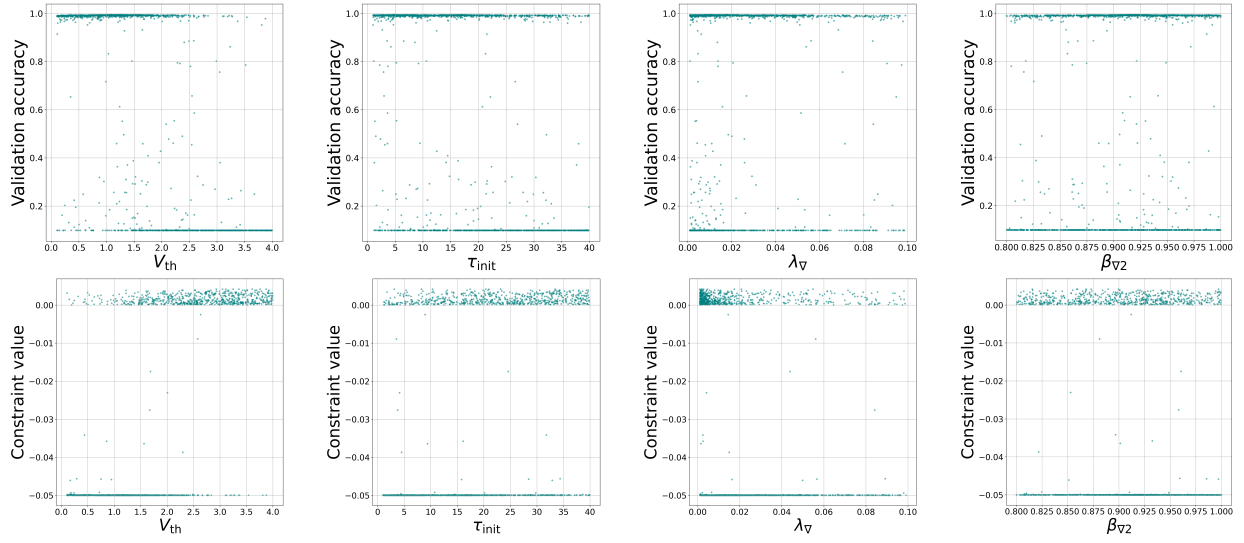 Validation accuracy
1.0
0.8
0.6
0.4
0.2
0.0 0.5 1.0 1.5 2.0 2.5 3.0 3.5 4.0
V_th
Validation accuracy
1.0
0.8
0.6
0.4
0.2
0 5 10 15 20 25 30 35 40
τ_init
Validation accuracy
1.0
0.8
0.6
0.4
0.2
0.00 0.02 0.04 0.06 0.08 0.10
λ_∇
Validation accuracy
1.0
0.8
0.6
0.4
0.2
0.800 0.825 0.850 0.875 0.900 0.925 0.950 0.975 1.000
β_∇2
Constraint value
0.00
−0.01
−0.02
−0.03
−0.04
−0.05
0.0 0.5 1.0 1.5 2.0 2.5 3.0 3.5 4.0
V_th
Constraint value
0.00
−0.01
−0.02
−0.03
−0.04
−0.05
0 5 10 15 20 25 30 35 40
τ_init
Constraint value
0.00
−0.01
−0.02
−0.03
−0.04
−0.05
0.00 0.02 0.04 0.06 0.08 0.10
λ_∇
Constraint value
0.00
−0.01
−0.02
−0.03
−0.04
−0.05
0.800 0.825 0.850 0.875 0.900 0.925 0.950 0.975 1.000
β_∇2